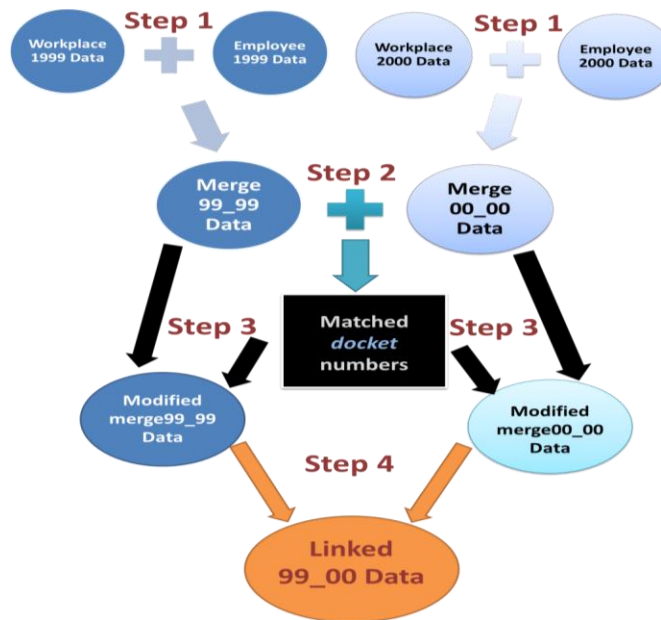 Step 1
Step 1
Workplace
1999 Data
Employee
1999 Data
Workplace
2000 Data
Employee
2000 Data
Step 2
Merge
99_99
Data
Merge
00_00
Data
Step 3
Matched
docket
numbers
Step 3
Modified
merge99_99
Data
Modified
merge00_00
Data
Step 4
Linked
99_00 Data